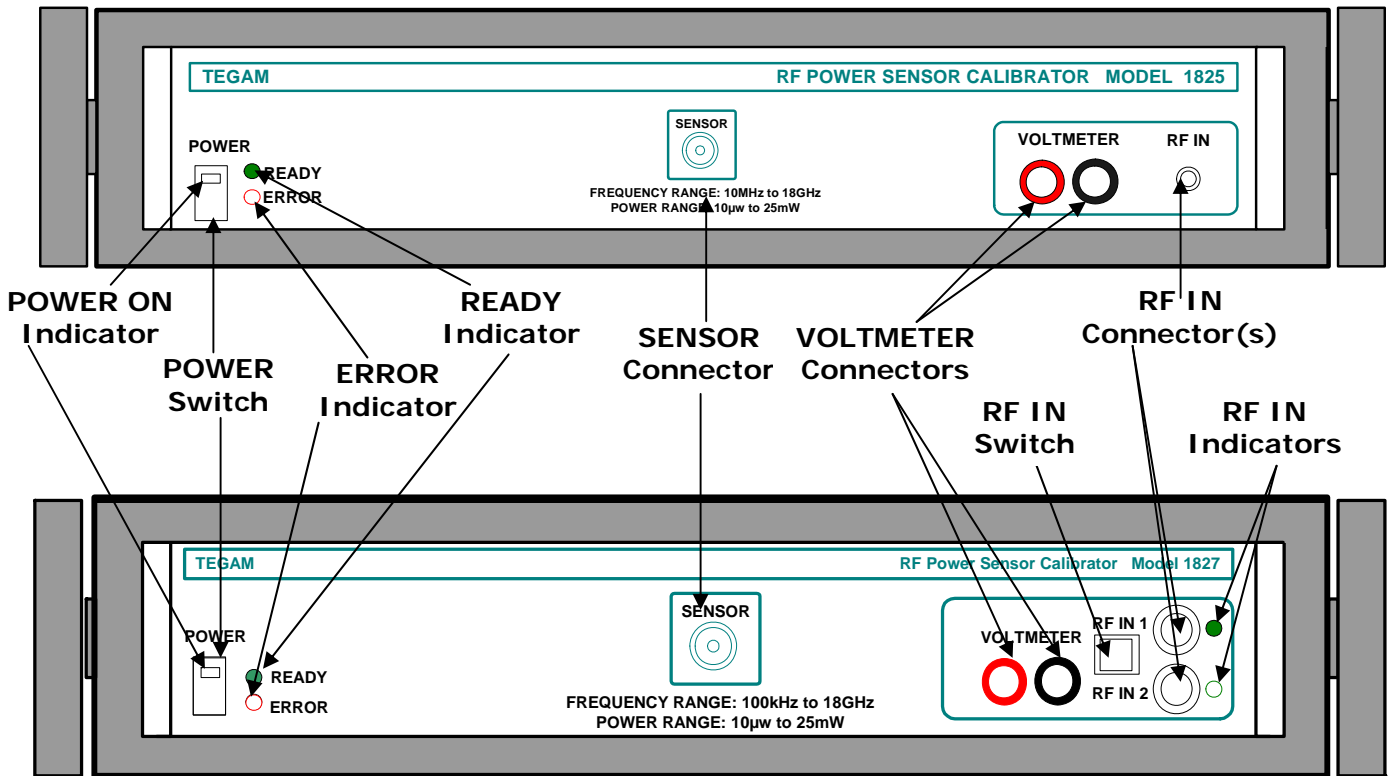 TEGAM RF POWER SENSOR CALIBRATOR MODEL 1825
SENSOR
POWER
VOLTMETER RF IN
READY
ERROR
FREQUENCY RANGE: 10MHz to 18GHz
POWER RANGE: 10µw to 25mW
POWER ON
Indicator
READY
Indicator
RF IN
Connector(s)
SENSOR
Connector
VOLTMETER
Connectors
POWER
Switch
ERROR
Indicator
RF IN
Switch
RF IN
Indicators
TEGAM RF Power Sensor Calibrator Model 1827
SENSOR
RF IN 1
POWER
VOLTMETER
READY
RF IN 2
ERROR
FREQUENCY RANGE: 100kHz to 18GHz
POWER RANGE: 10µw to 25mW